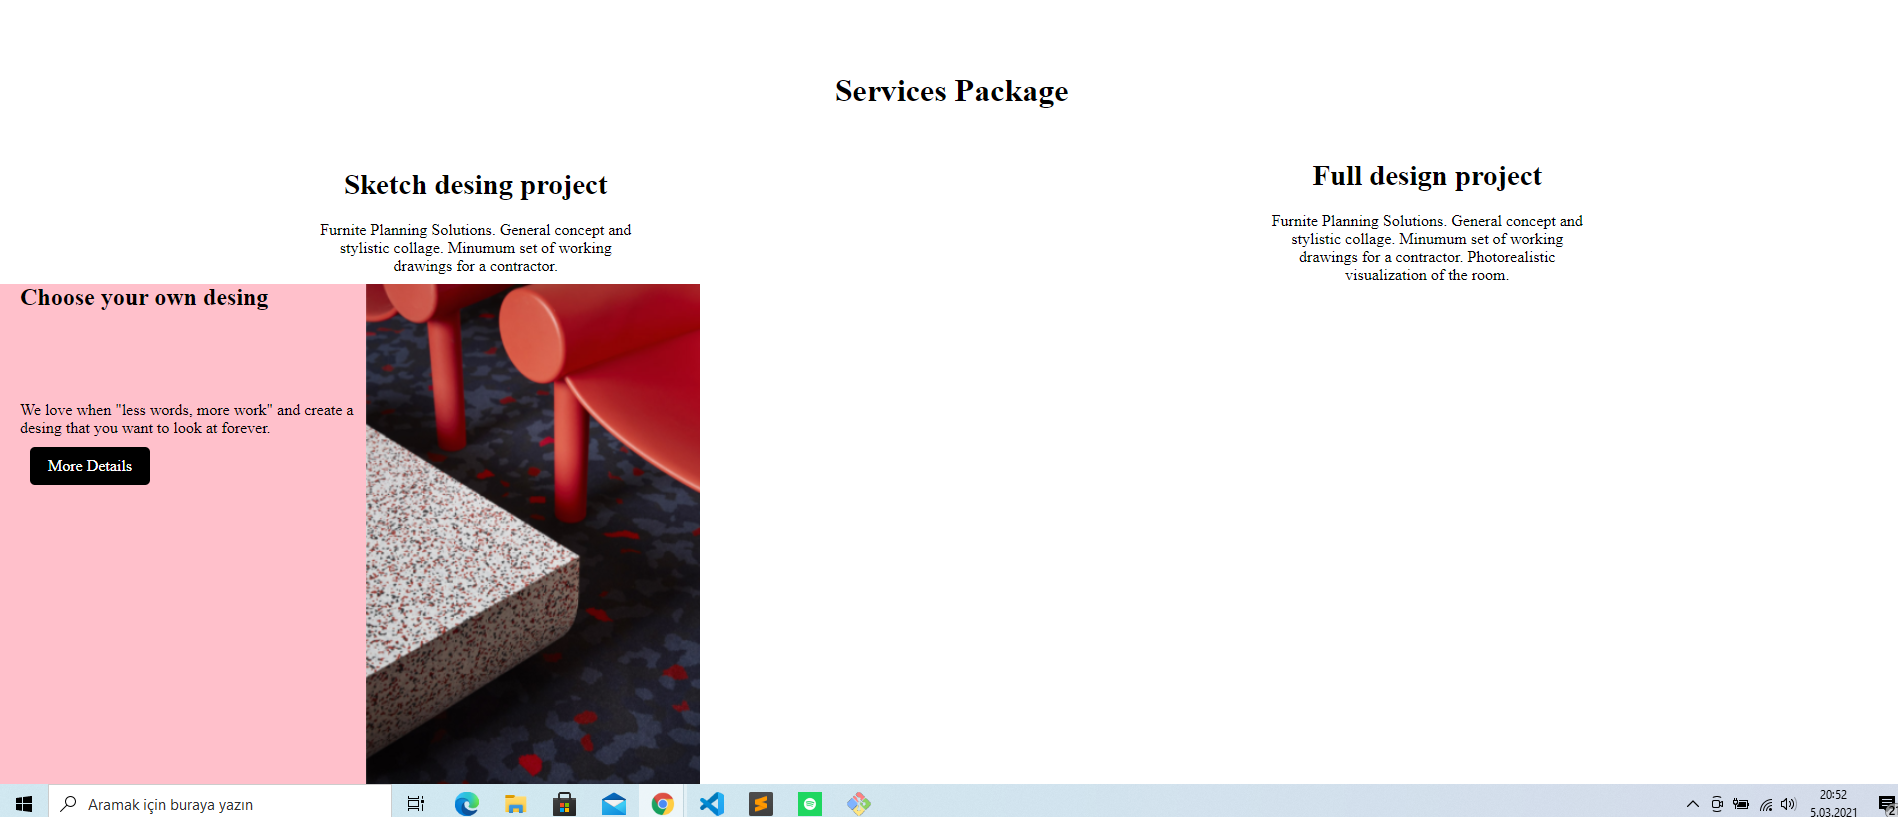 Services Package
Sketch desing project
Furnite Planning Solutions. General concept and
stylistic collage. Minumum set of working
drawings for a contractor.
Full design project
Furnite Planning Solutions. General concept and
stylistic collage. Minumum set of working
drawings for a contractor. Photorealistic
visualization of the room.
Choose your own desing
We love when "less words, more work" and create a
desing that you want to look at forever.
More Details
Aramak için buraya yazın
20:52
5.03.2021